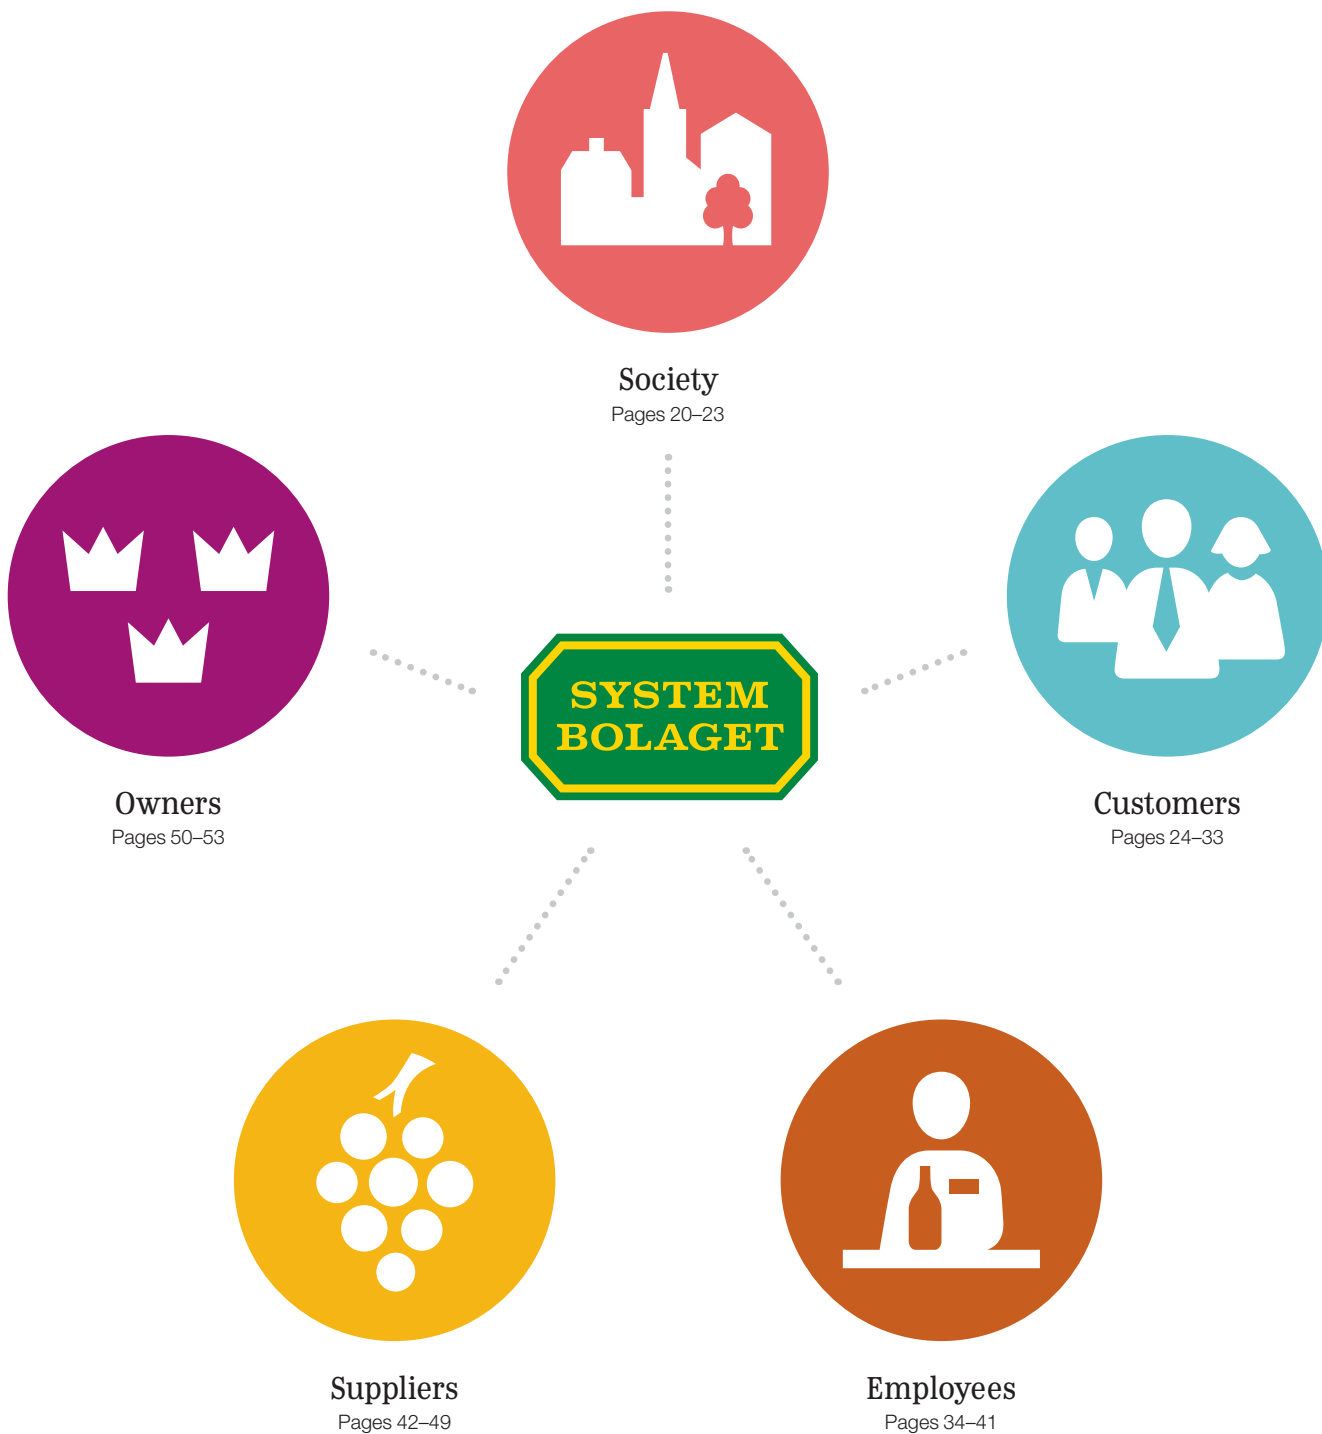 Society
Pages 20–23
Owners
Pages 50–53
SYSTEM
BOLAGET
Customers
Pages 24–33
Suppliers
Pages 42–49
Employees
Pages 34–41